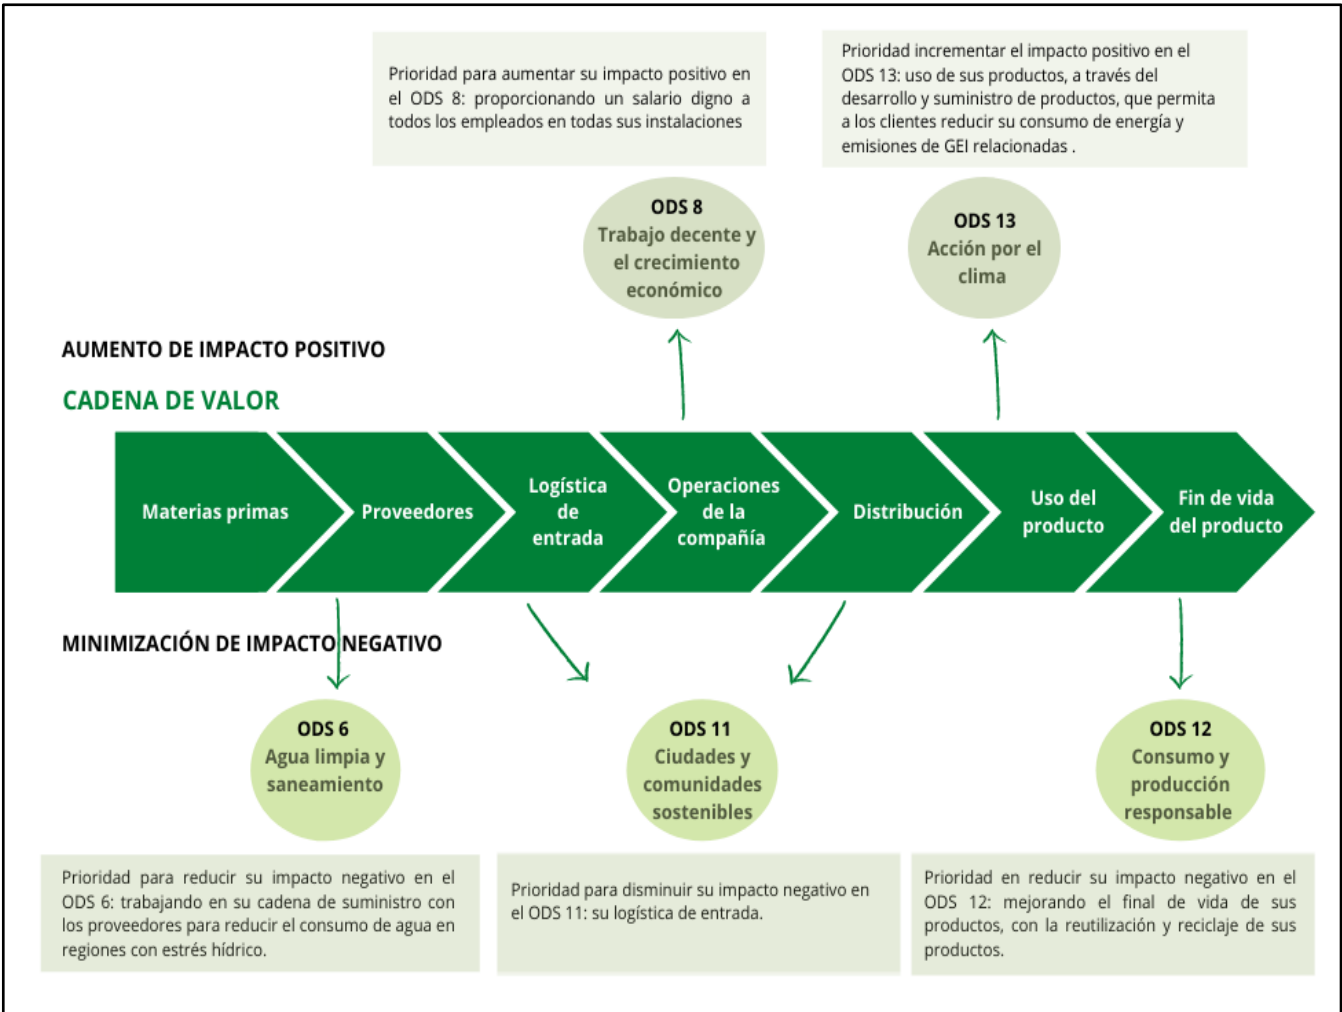 Prioridad para aumentar su impacto positivo en
el ODS 8: proporcionando un salario digno a
todos los empleados en todas sus instalaciones
Prioridad incrementar el impacto positivo en el
ODS 13: uso de sus productos, a través del
desarrollo y suministro de productos, que permita
a los clientes reducir su consumo de energía y
emisiones de GEI relacionadas .
ODS 8
Trabajo decente y
el crecimiento
económico
ODS 13
Acción por el
clima
AUMENTO DE IMPACTO POSITIVO
CADENA DE VALOR
Materias primas
Proveedores
Logística
de
entrada
Operaciones
de la
compañía
Distribución
Uso del
producto
Fin de vida
del producto
MINIMIZACIÓN DE IMPACTO NEGATIVO
ODS 6
Agua limpia y
saneamiento
ODS 11
Ciudades y
comunidades
sostenibles
ODS 12
Consumo y
producción
responsable
Prioridad para reducir su impacto negativo en el
ODS 6: trabajando en su cadena de suministro con
los proveedores para reducir el consumo de agua en
regiones con estrés hídrico.
Prioridad para disminuir su impacto negativo en
el ODS 11: su logística de entrada.
Prioridad en reducir su impacto negativo en el
ODS 12: mejorando el final de vida de sus
productos, con la reutilización y reciclaje de sus
productos.